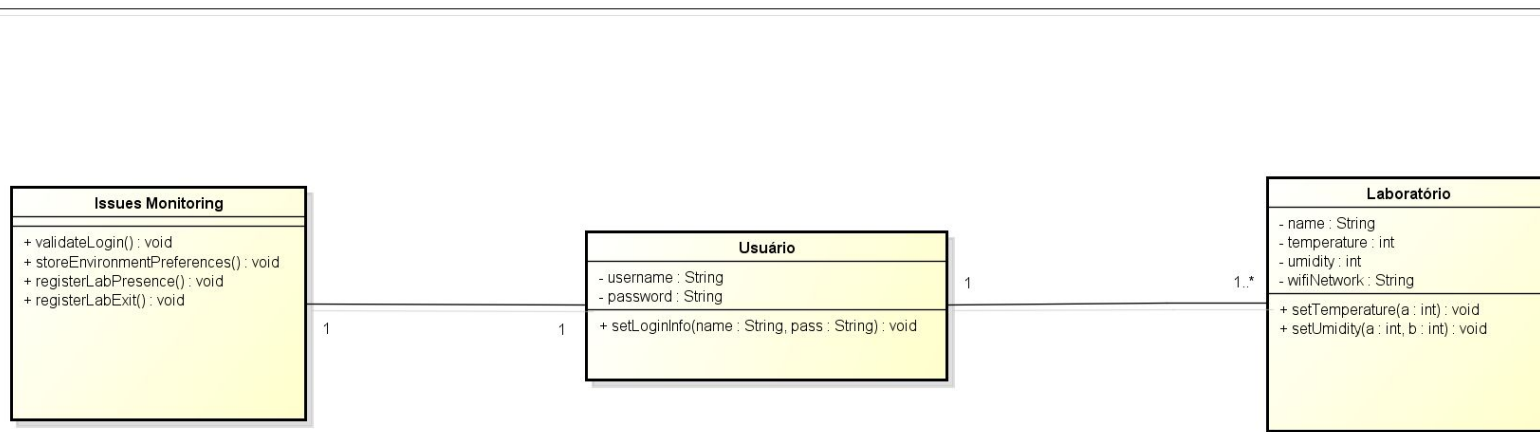 Issues Monitoring
+ validateLogin() : void
+ storeEnvironmentPreferences() : void
+ registerLabPresence() : void
+ registerLabExit() : void
1
1
Usuário
- username : String
- password : String
+ setLoginInfo(name : String, pass : String) : void
1
1..*
Laboratório
- name : String
- temperature : int
- umidity : int
- wifiNetwork : String
+ setTemperature(a : int) : void
+ setUmidity(a : int, b : int) : void